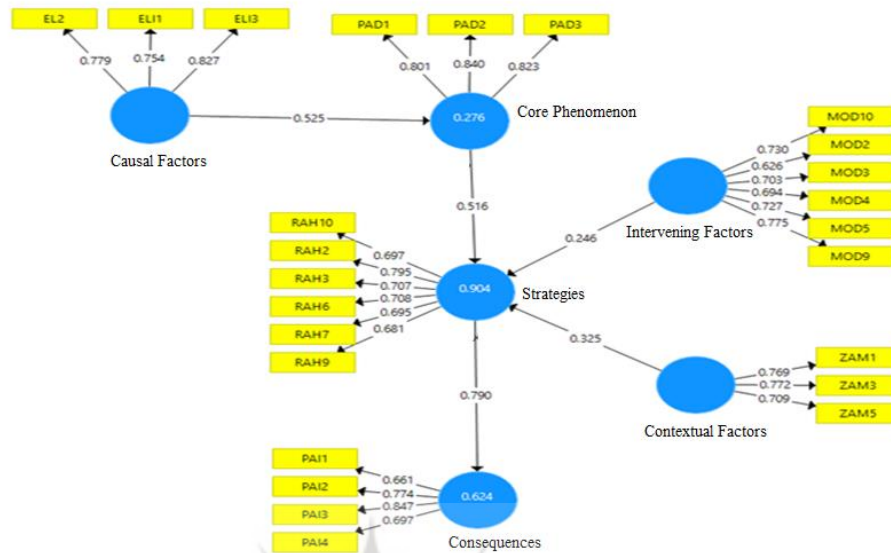 EL2
ELI1
ELI3
0.779
0.754
0.827
Causal Factors
0.525
PAD1
PAD2
PAD3
0.801
0.840
0.823
0.276
Core Phenomenon
0.516
MOD10
MOD2
MOD3
MOD4
MOD5
MOD9
0.730
0.626
0.703
0.694
0.727
0.775
Intervening Factors
0.246
RAH10
RAH2
RAH3
RAH6
RAH7
RAH9
0.697
0.795
0.707
0.708
0.695
0.681
0.904
Strategies
0.325
ZAM1
ZAM3
ZAM5
0.769
0.772
0.709
Contextual Factors
0.790
PAI1
PAI2
PAI3
PAI4
0.661
0.774
0.847
0.697
0.624
Consequences